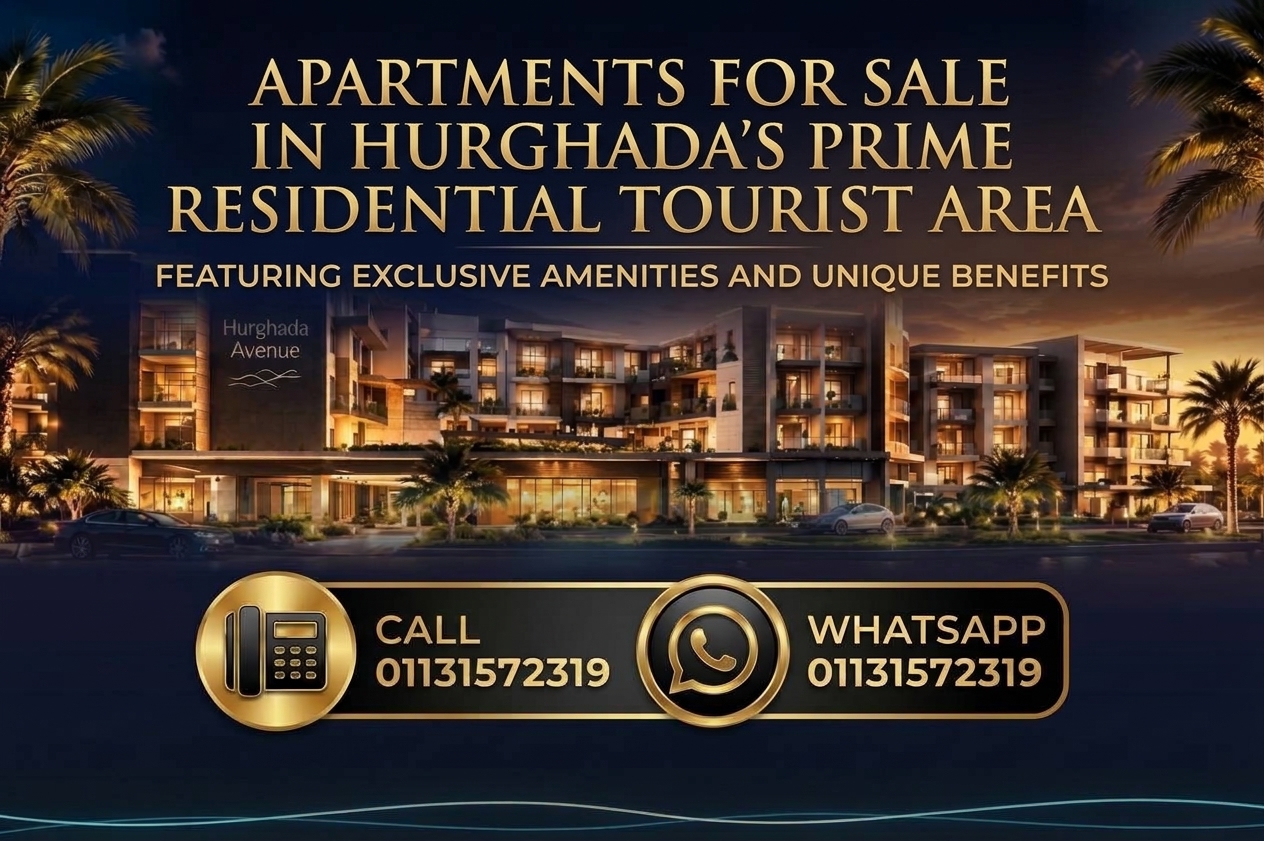 APARTMENTS FOR SALE
IN HURGHADA'S PRIME
RESIDENTIAL TOURIST AREA
FEATURING EXCLUSIVE AMENITIES AND UNIQUE BENEFITS
Hurghada
Avenue
CALL
01131572319
WHATSAPP
01131572319